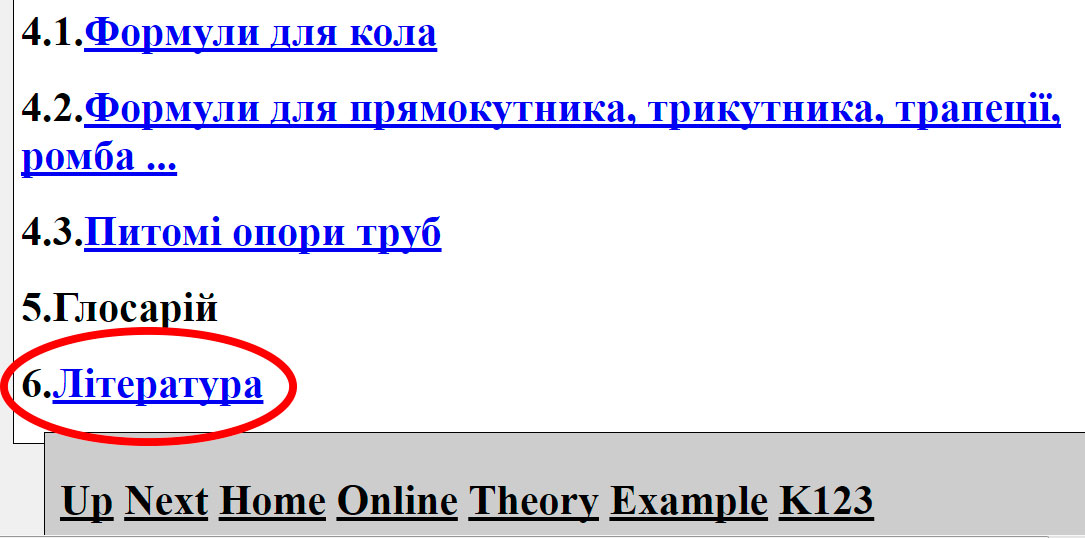 4.1.Формули для кола
4.2.Формули для прямокутника, трикутника, трапеції,
ромба ...
4.3.Питомі опори труб
5.Глосарій
6.Література
Up Next Home Online Theory Example K123